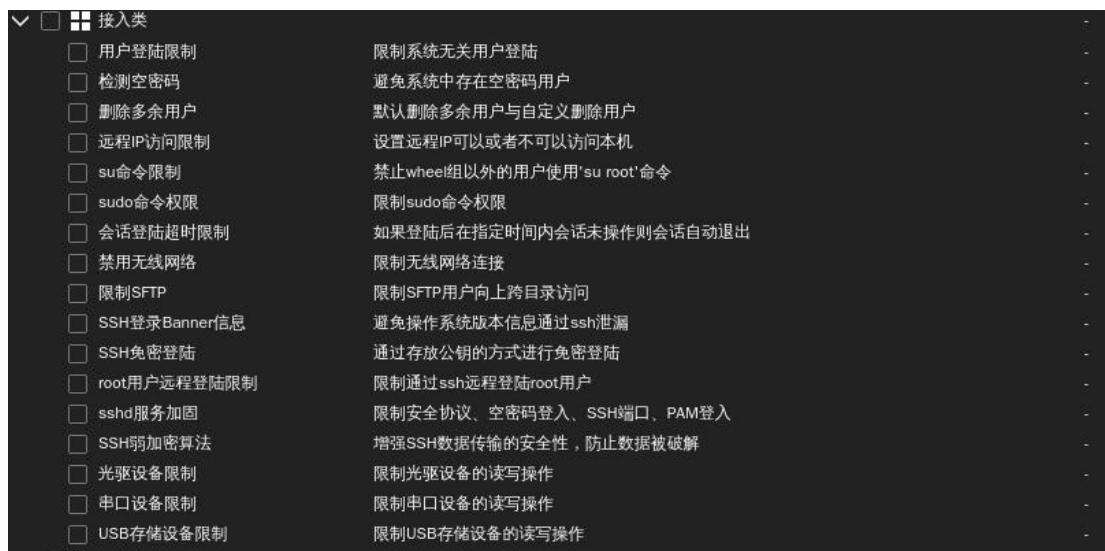 接入类 -
用户登陆限制 限制系统无关用户登陆 -
检测空密码 避免系统中存在空密码用户 -
删除多余用户 默认删除多余用户与自定义删除用户 -
远程IP访问限制 设置远程IP可以或者不可以访问本机 -
su命令限制 禁止wheel组以外的用户使用'su root'命令 -
sudo命令权限 限制sudo命令权限 -
会话登陆超时限制 如果登陆后在指定时间内会话未操作则会话自动退出 -
禁用无线网络 限制无线网络连接 -
限制SFTP 限制SFTP用户向上跨目录访问 -
SSH登录Banner信息 避免操作系统版本信息通过ssh泄漏 -
SSH免密登陆 通过存放公钥的方式进行免密登陆 -
root用户远程登陆限制 限制通过ssh远程登陆root用户 -
sshd服务加固 限制安全协议、空密码登入、SSH端口、PAM登入 -
SSH弱加密算法 增强SSH数据传输的安全性，防止数据被破解 -
光驱设备限制 限制光驱设备的读写操作 -
串口设备限制 限制串口设备的读写操作 -
USB存储设备限制 限制USB存储设备的读写操作 -